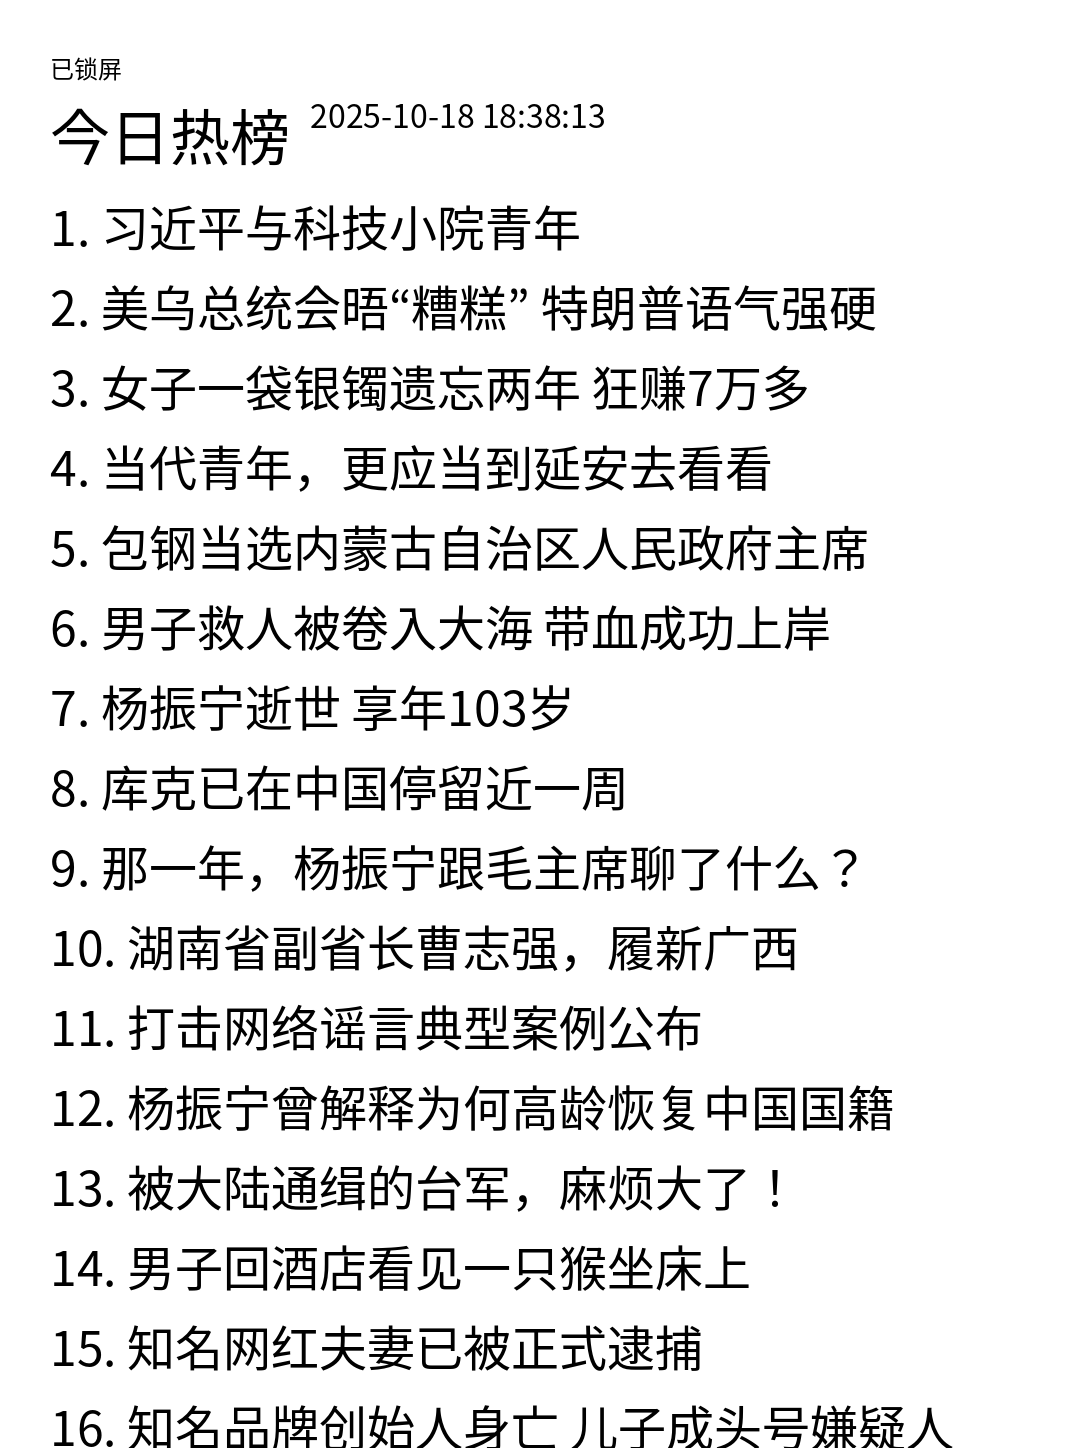 已锁屏
今日热榜 2025-10-18 18:38:13
1. 习近平与科技小院青年
2. 美乌总统会晤“糟糕” 特朗普语气强硬
3. 女子一袋银镯遗忘两年 狂赚7万多
4. 当代青年，更应当到延安去看看
5. 包钢当选内蒙古自治区人民政府主席
6. 男子救人被卷入大海 带血成功上岸
7. 杨振宁逝世 享年103岁
8. 库克已在中国停留近一周
9. 那一年，杨振宁跟毛主席聊了什么？
10. 湖南省副省长曹志强，履新广西
11. 打击网络谣言典型案例公布
12. 杨振宁曾解释为何高龄恢复中国国籍
13. 被大陆通缉的台军，麻烦大了！
14. 男子回酒店看见一只猴坐床上
15. 知名网红夫妻已被正式逮捕
16. 知名品牌创始人身亡 儿子成头号嫌疑人